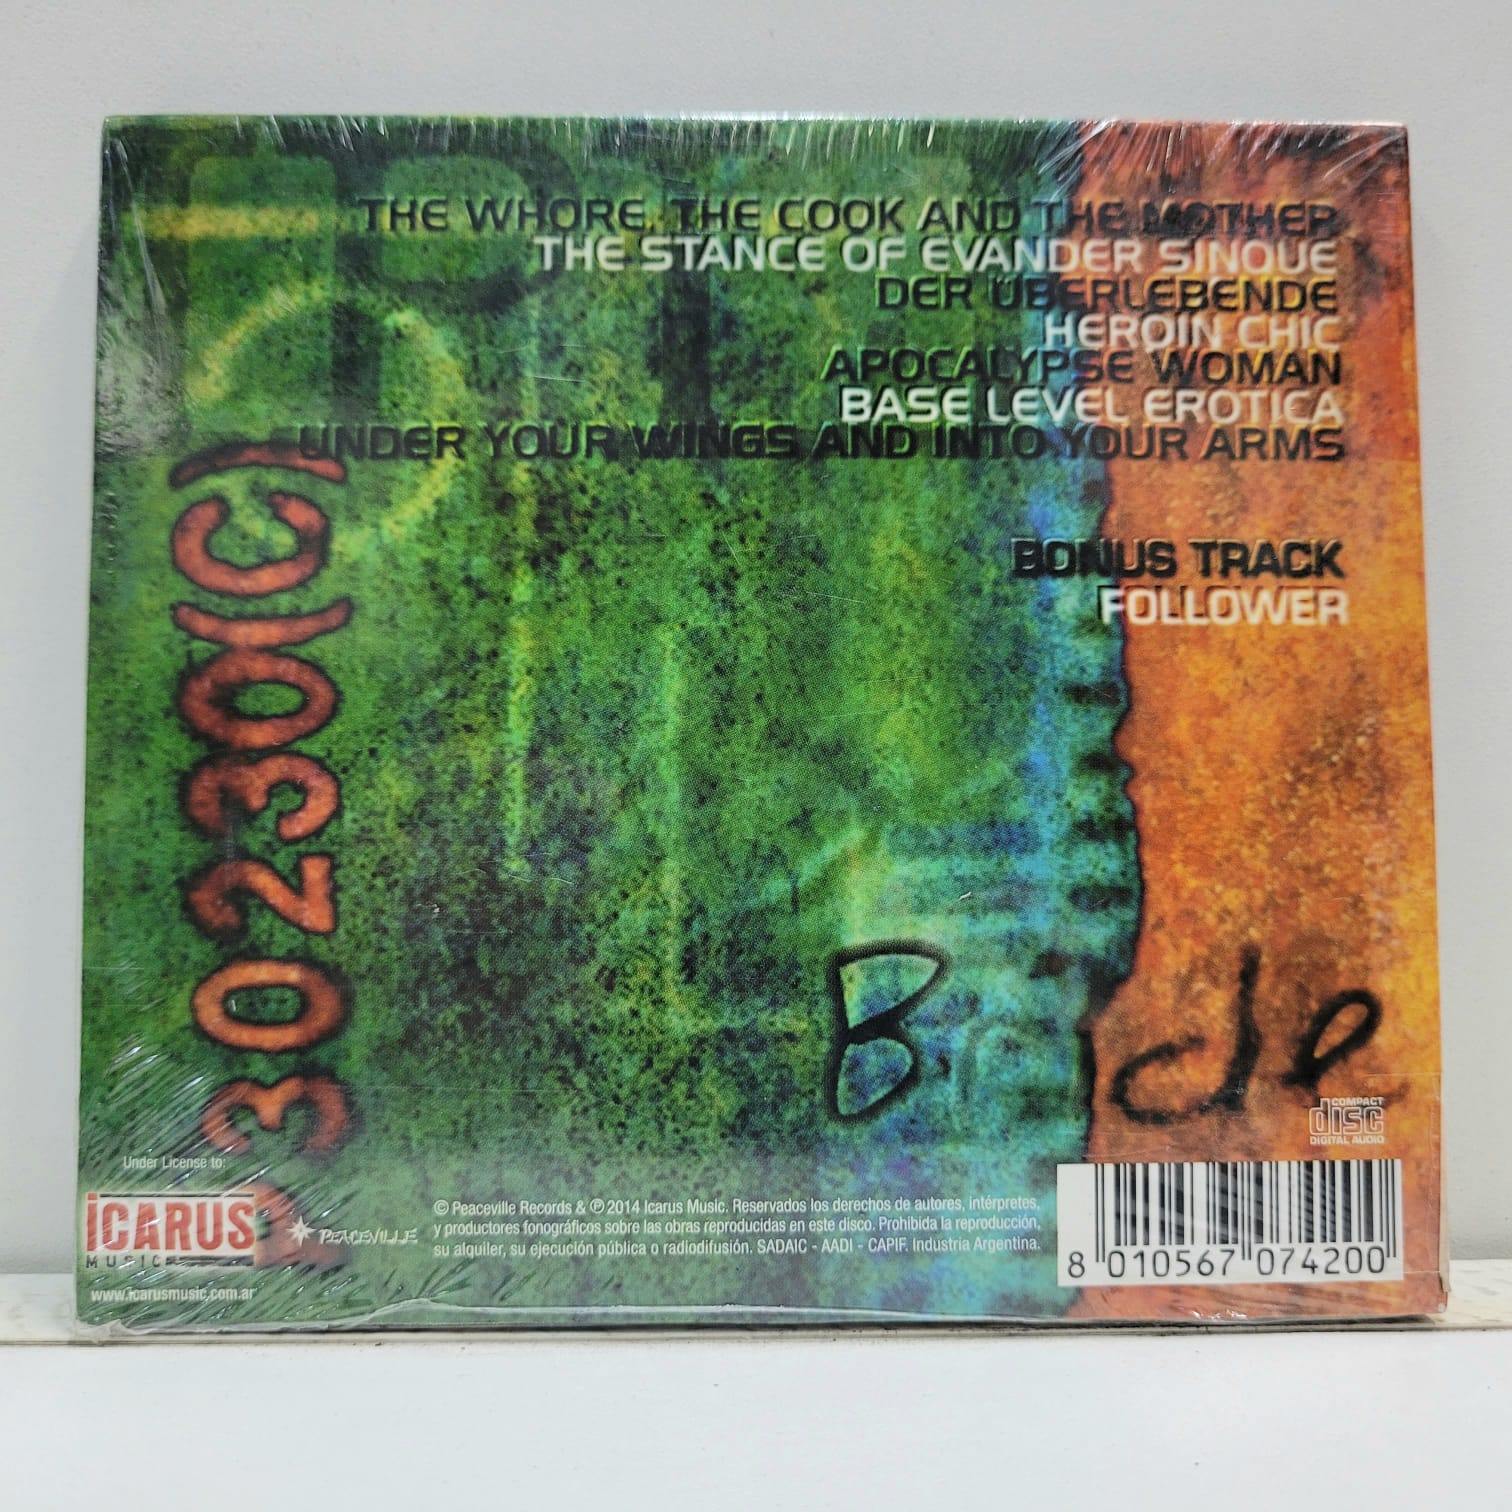 THE WHORE, THE COOK AND THE MOTHER
THE STANCE OF EVANDER SINQUE
DER ÜBERLEBENDE
HEROIN CHIC
APOCALYPSE WOMAN
BASE LEVEL EROTICA
UNDER YOUR WINGS AND INTO YOUR ARMS
BONUS TRACK
FOLLOWER
330230(C)
B de
COMPACT
disc
DIGITAL AUDIO
Under License to:
iCARUS
MUSIC
www.icarusmusic.com.ar
PEACEVILLE
© Peaceville Records & ℗ 2014 Icarus Music. Reservados los derechos de autores, intérpretes,
y productores fonográficos sobre las obras reproducidas en este disco. Prohibida la reproducción,
su alquiler, su ejecución pública o radiodifusión. SADAIC - AADI - CAPIF. Industria Argentina.
8 010567 074200